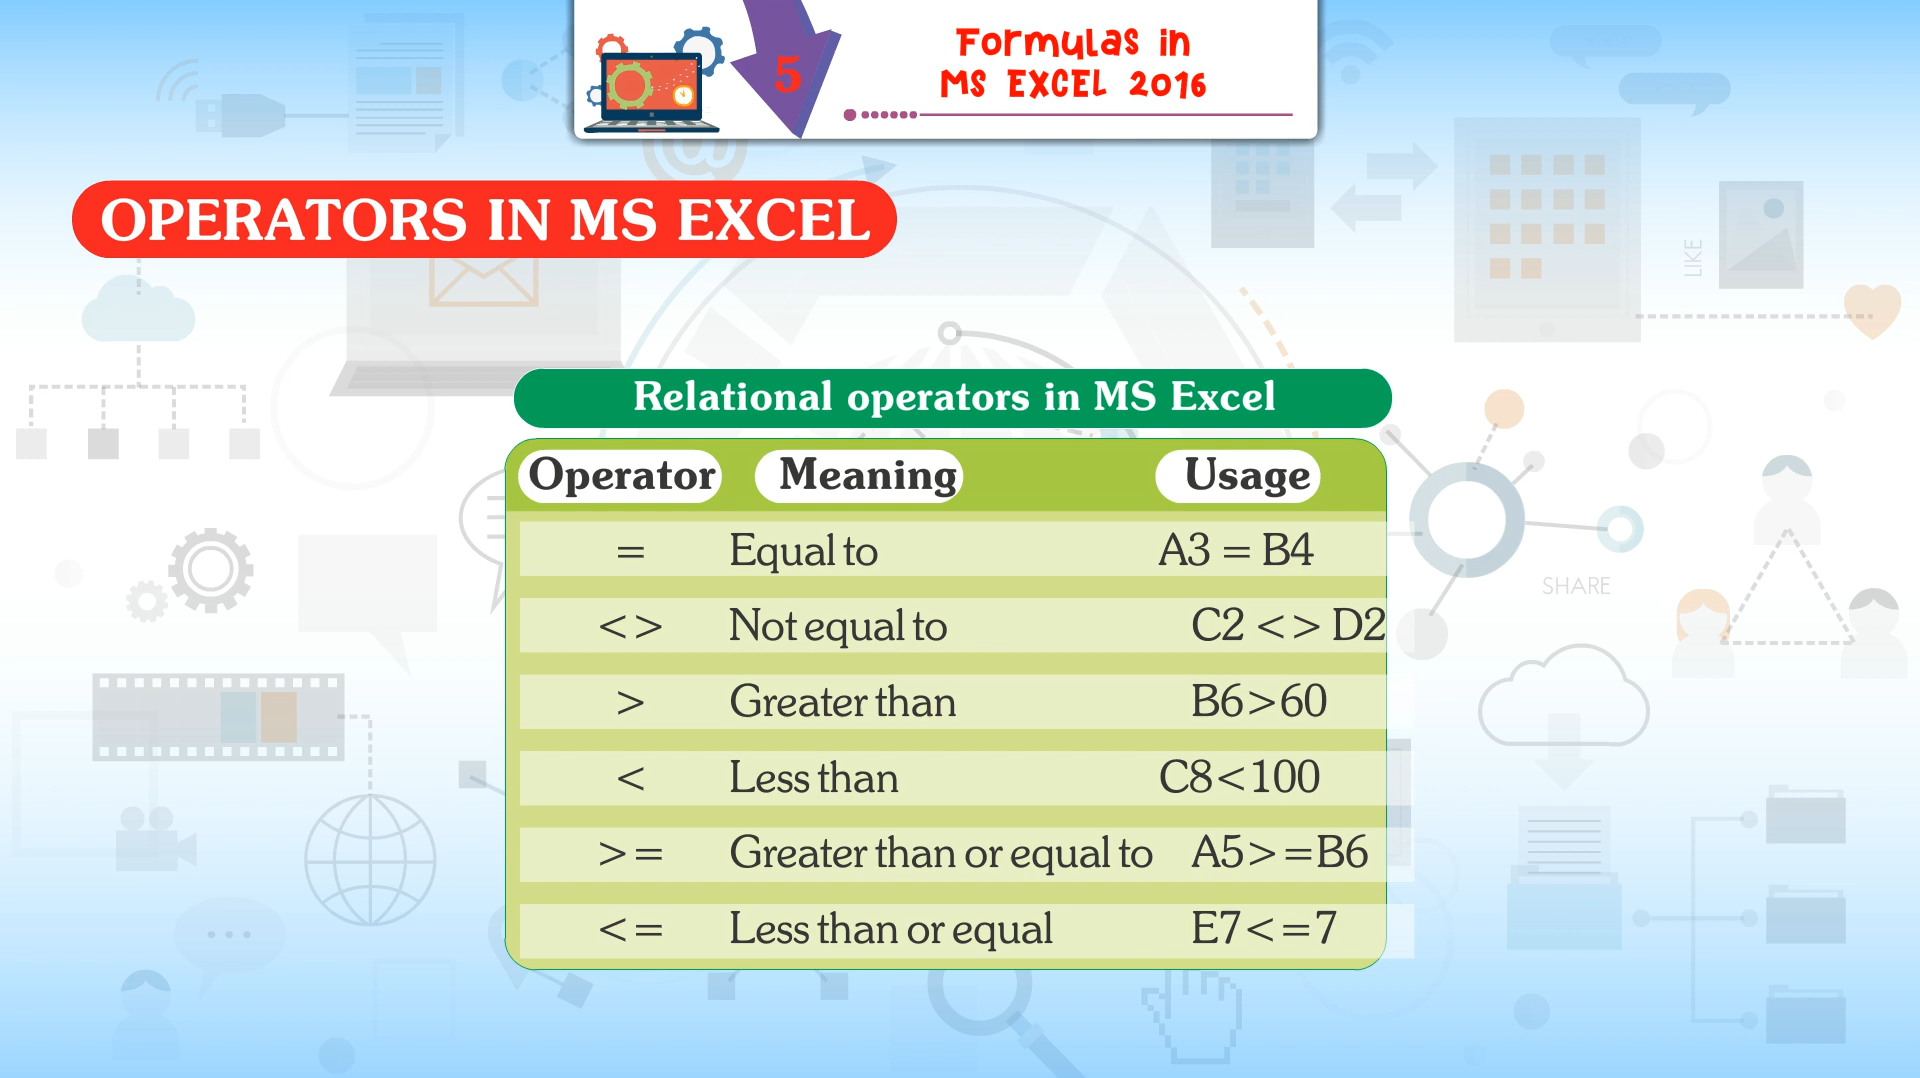 5
Formulas in
MS EXCEL 2016
OPERATORS IN MS EXCEL
LIKE
Relational operators in MS Excel
Operator Meaning Usage
= Equal to A3 = B4
<> Not equal to C2 <> D2
> Greater than B6>60
< Less than C8<100
>= Greater than or equal to A5>=B6
<= Less than or equal E7<=7
SHARE